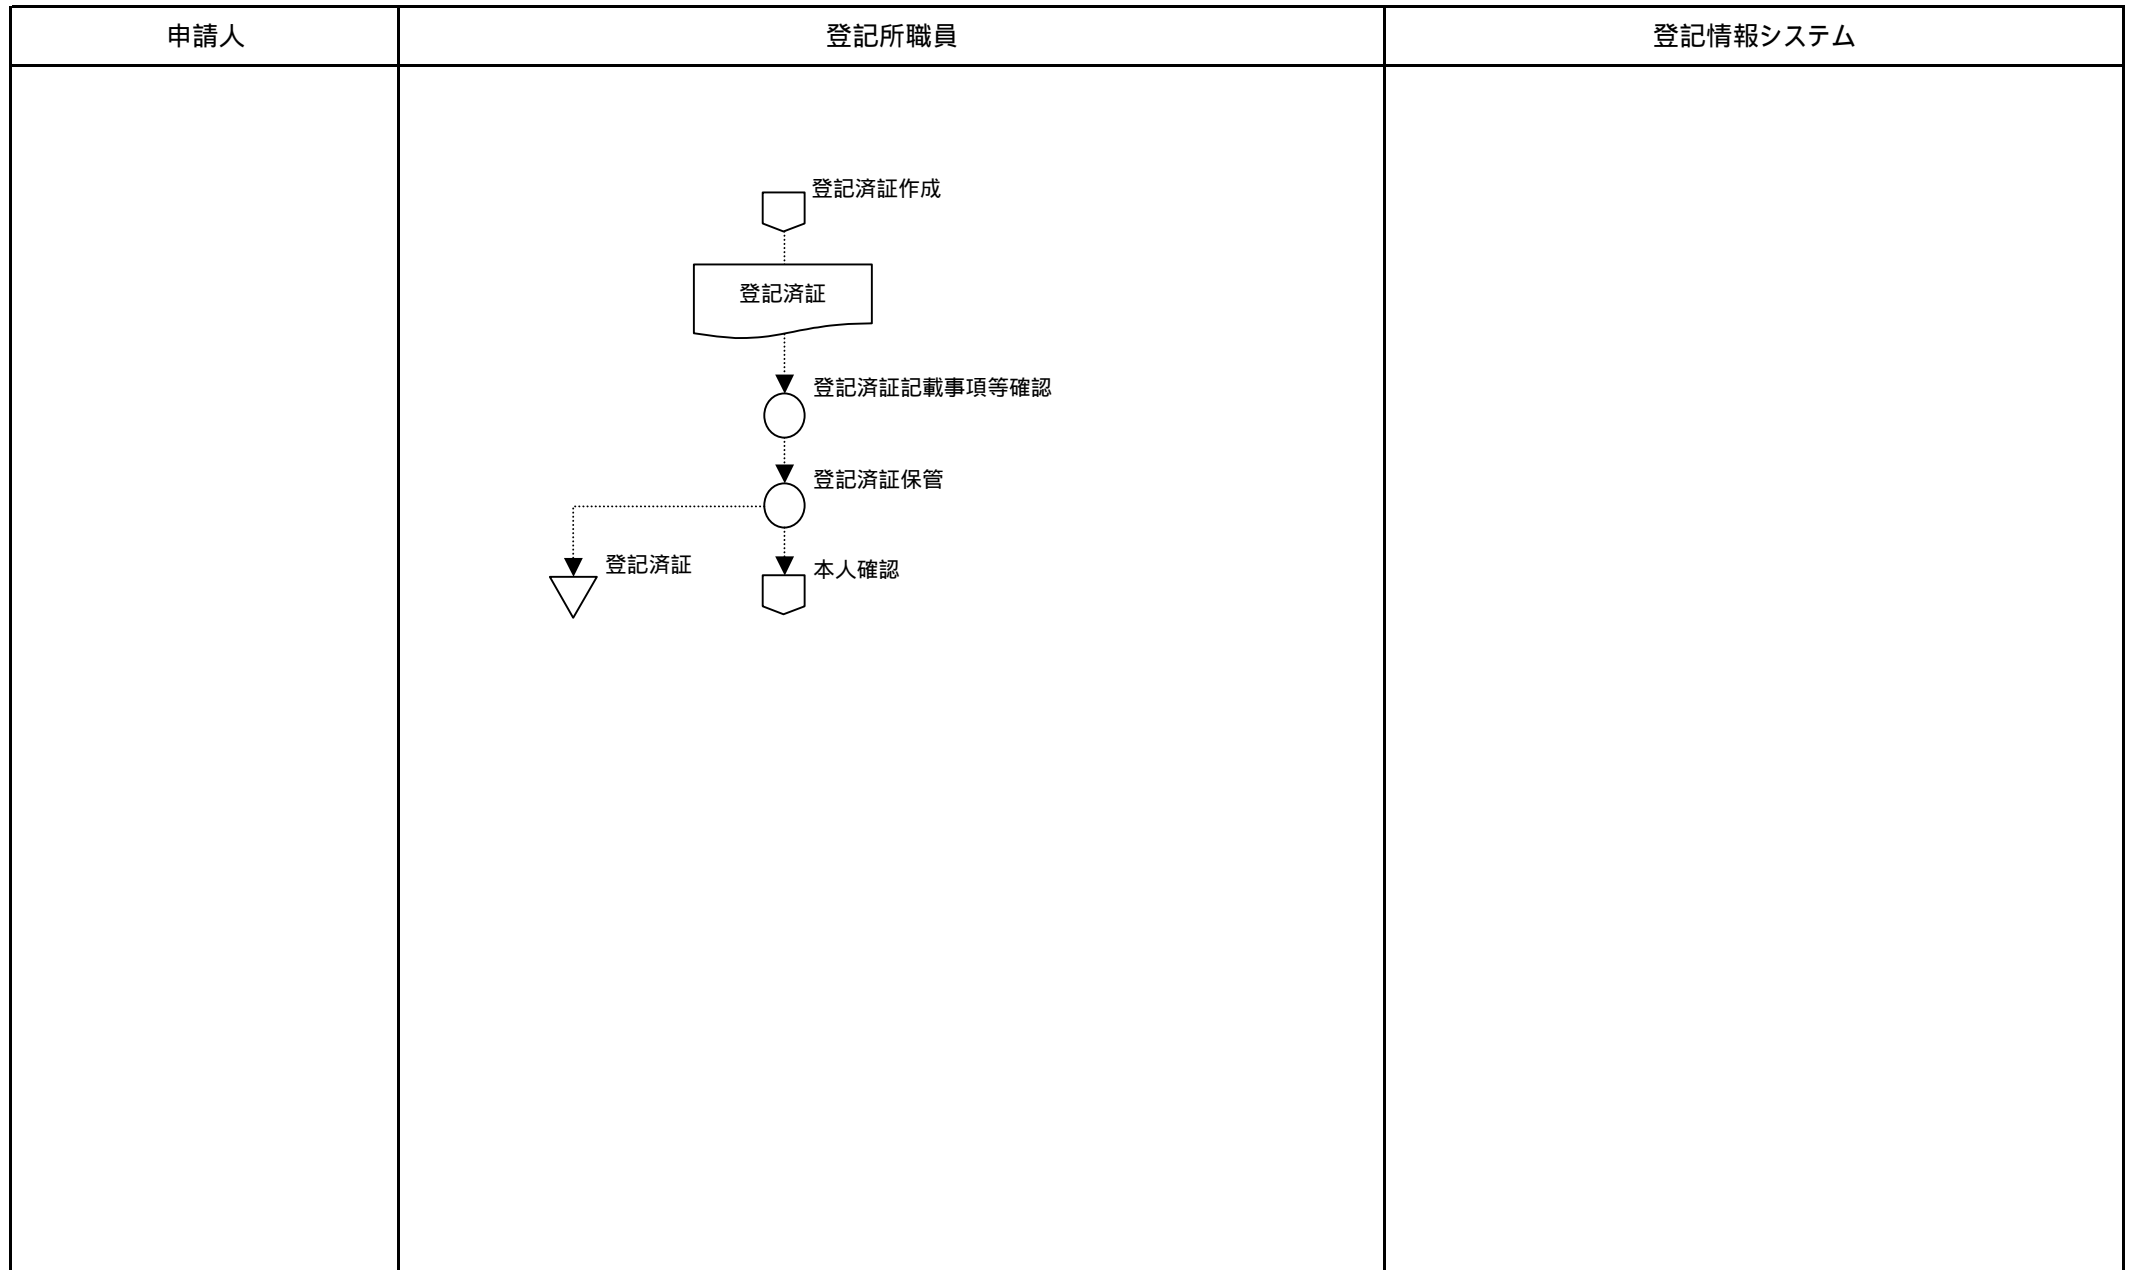 申請人
登記所職員
登記情報システム
登記済証作成
登記済証
登記済証記載事項等確認
登記済証保管
登記済証
本人確認